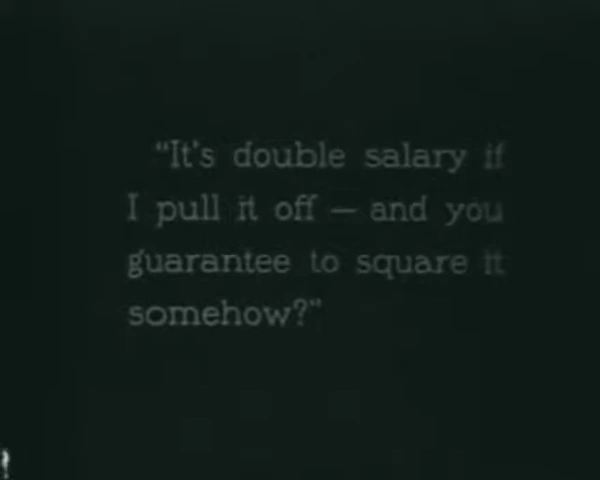 "It's double salary if
I pull it off — and you
guarantee to square it
somehow?"